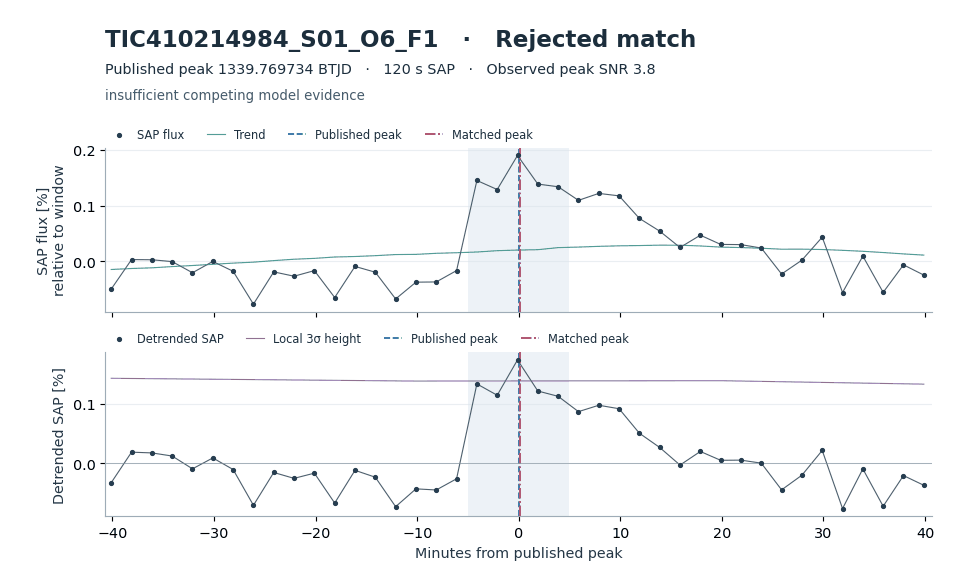 TIC410214984_S01_O6_F1 · Rejected match
Published peak 1339.769734 BTJD · 120 s SAP · Observed peak SNR 3.8
insufficient competing model evidence
SAP flux Trend Published peak Matched peak
SAP flux [%]
relative to window
0.2
0.1
0.0
Detrended SAP Local 3σ height Published peak Matched peak
Detrended SAP [%]
0.1
0.0
−40 −30 −20 −10 0 10 20 30 40
Minutes from published peak